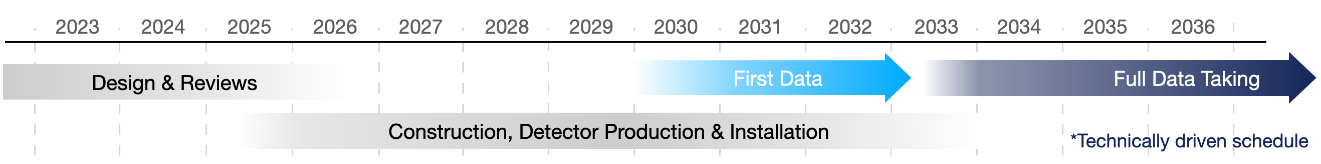 2023 2024 2025 2026 2027 2028 2029 2030 2031 2032 2033 2034 2035 2036
Design & Reviews
First Data
Full Data Taking
Construction, Detector Production & Installation
*Technically driven schedule